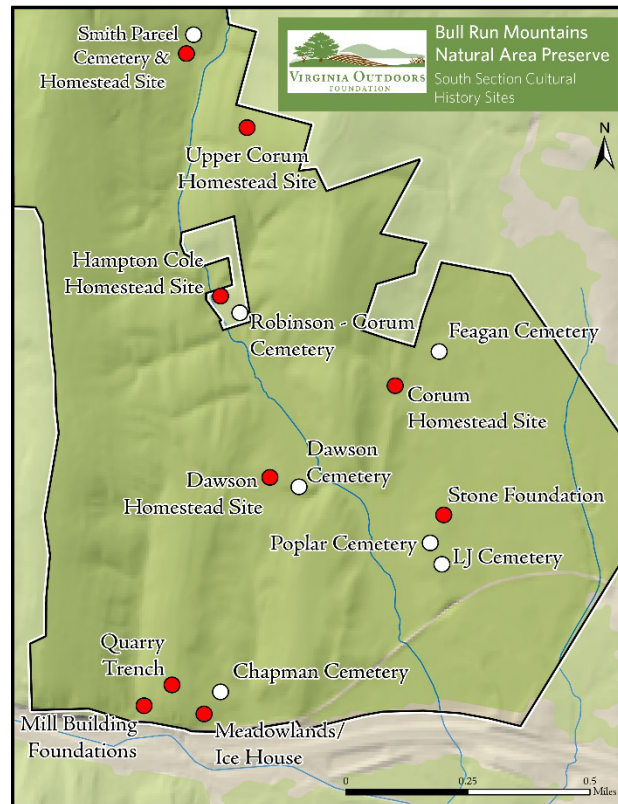 Smith Parcel
Cemetery &
Homestead Site
VIRGINIA OUTDOORS
FOUNDATION
Bull Run Mountains
Natural Area Preserve
South Section Cultural
History Sites
N
Upper Corum
Homestead Site
Hampton Cole
Homestead Site
Robinson - Corum
Cemetery
Feagan Cemetery
Corum
Homestead Site
Dawson
Cemetery
Dawson
Homestead Site
Stone Foundation
Poplar Cemetery
LJ Cemetery
Quarry
Trench
Chapman Cemetery
Mill Building
Foundations
Meadowlands/
Ice House
0 0.25 0.5
Miles